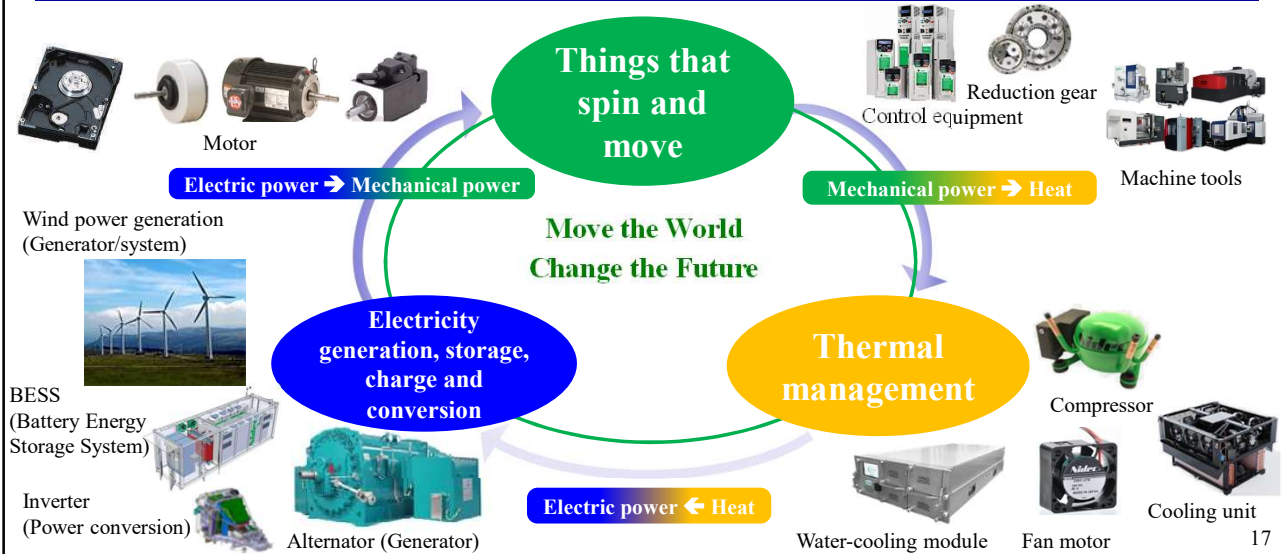 Things that
spin and
move
Motor
Control equipment
Reduction gear
Machine tools
Electric power ➔ Mechanical power
Mechanical power ➔ Heat
Wind power generation
(Generator/system)
Move the World
Change the Future
Electricity
generation, storage,
charge and
conversion
Thermal
management
BESS
(Battery Energy
Storage System)
Inverter
(Power conversion)
Alternator (Generator)
Electric power 🡰 Heat
Nidec
Compressor
Water-cooling module
Nidec
Fan motor
Cooling unit
17